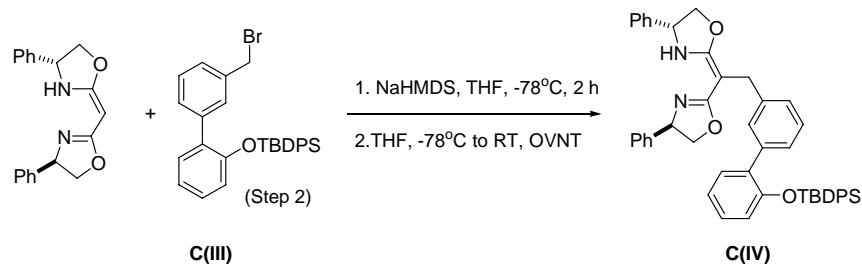 Ph
O
HN
N
Ph
O
+
Br
OTBDPS
(Step 2)
1. NaHMDS, THF, -78°C, 2 h
2.THF, -78°C to RT, OVNT
Ph
O
HN
N
Ph
O
OTBDPS
C(III)
C(IV)